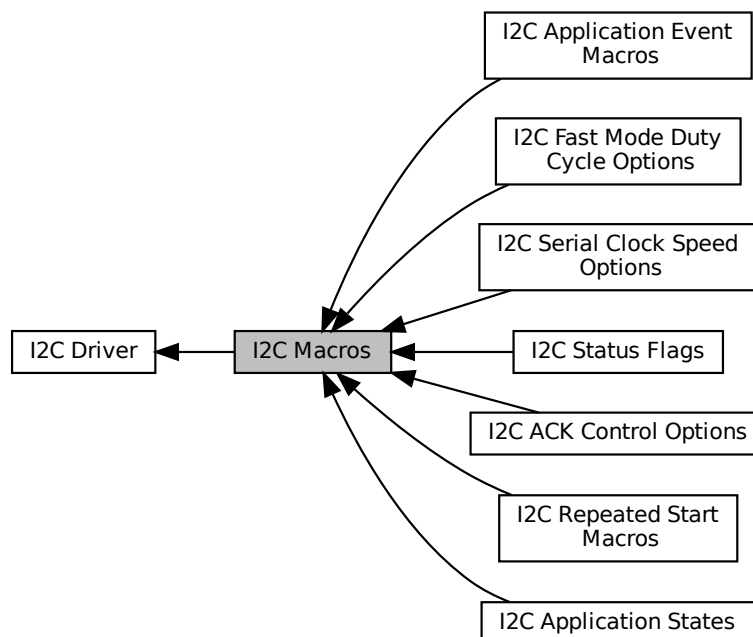 I2C Application Event
Macros
I2C Fast Mode Duty
Cycle Options
I2C Serial Clock Speed
Options
I2C Driver
I2C Macros
I2C Status Flags
I2C ACK Control Options
I2C Repeated Start
Macros
I2C Application States